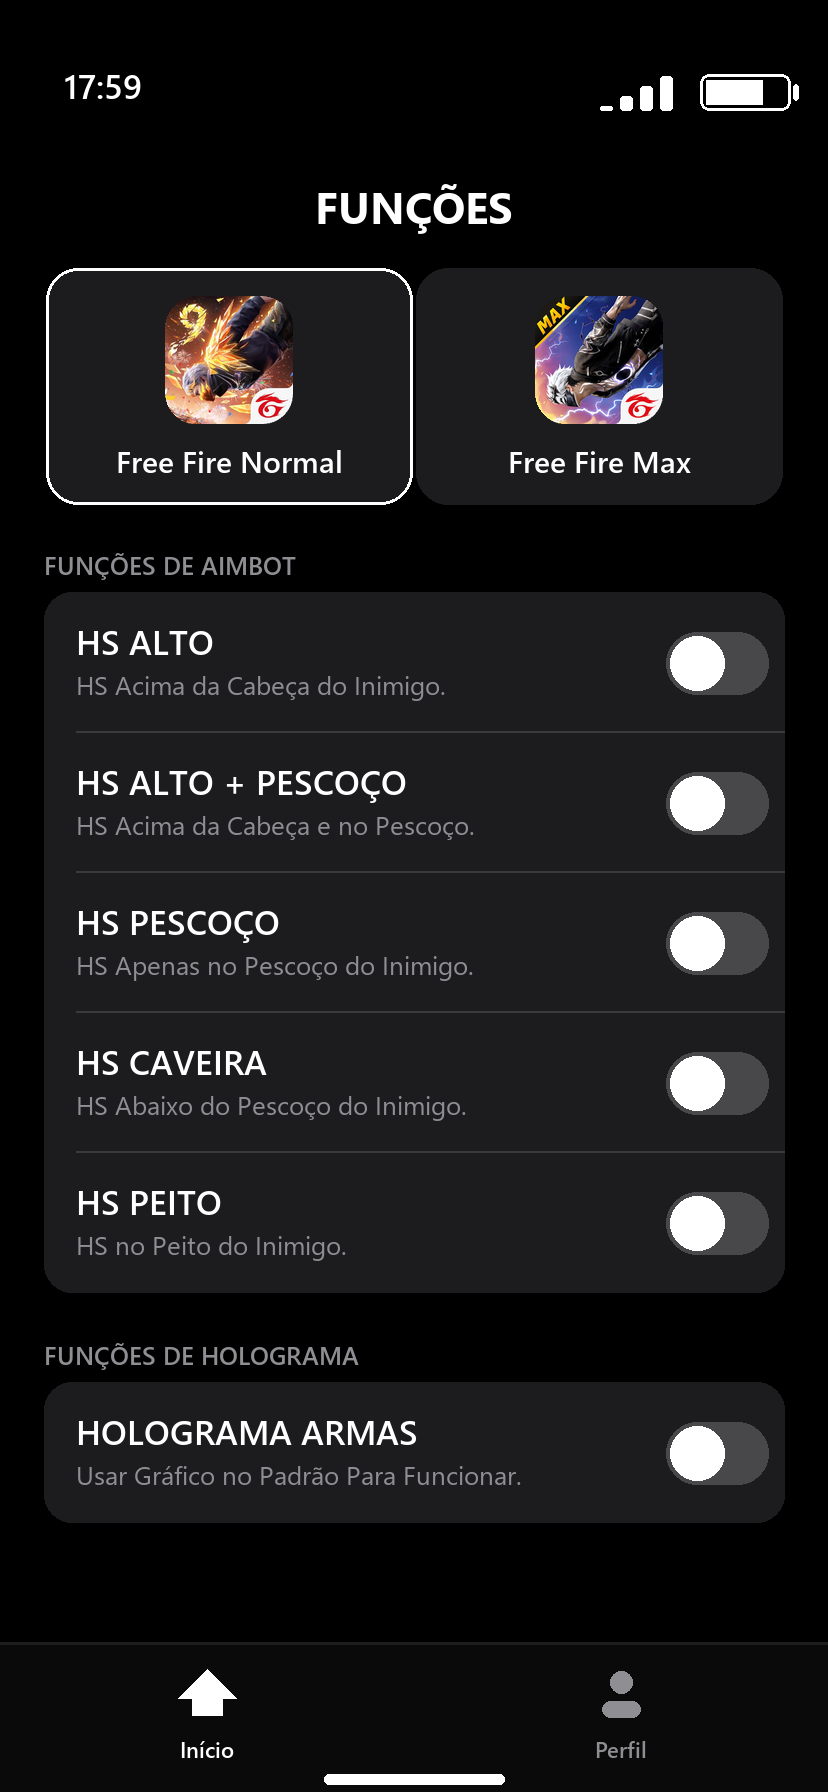 17:59
FUNÇÕES
9
MAX
Free Fire Normal
Free Fire Max
FUNÇÕES DE AIMBOT
HS ALTO
HS Acima da Cabeça do Inimigo.
HS ALTO + PESCOÇO
HS Acima da Cabeça e no Pescoço.
HS PESCOÇO
HS Apenas no Pescoço do Inimigo.
HS CAVEIRA
HS Abaixo do Pescoço do Inimigo.
HS PEITO
HS no Peito do Inimigo.
FUNÇÕES DE HOLOGRAMA
HOLOGRAMA ARMAS
Usar Gráfico no Padrão Para Funcionar.
Início
Perfil